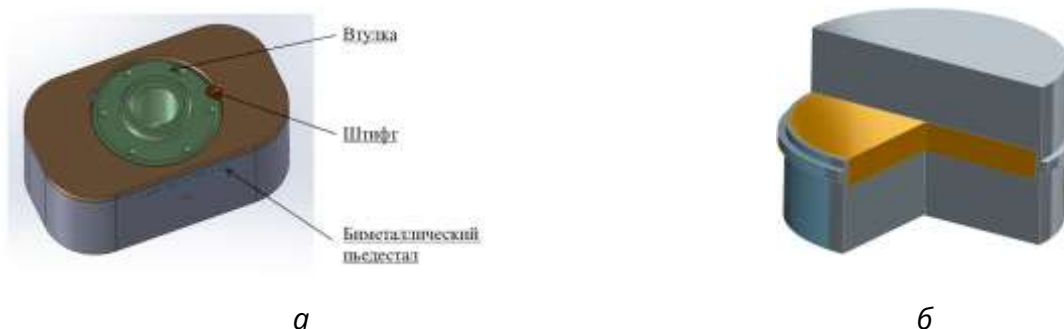 Втулка
Штифт
Биметаллический
пьедестал
а
б